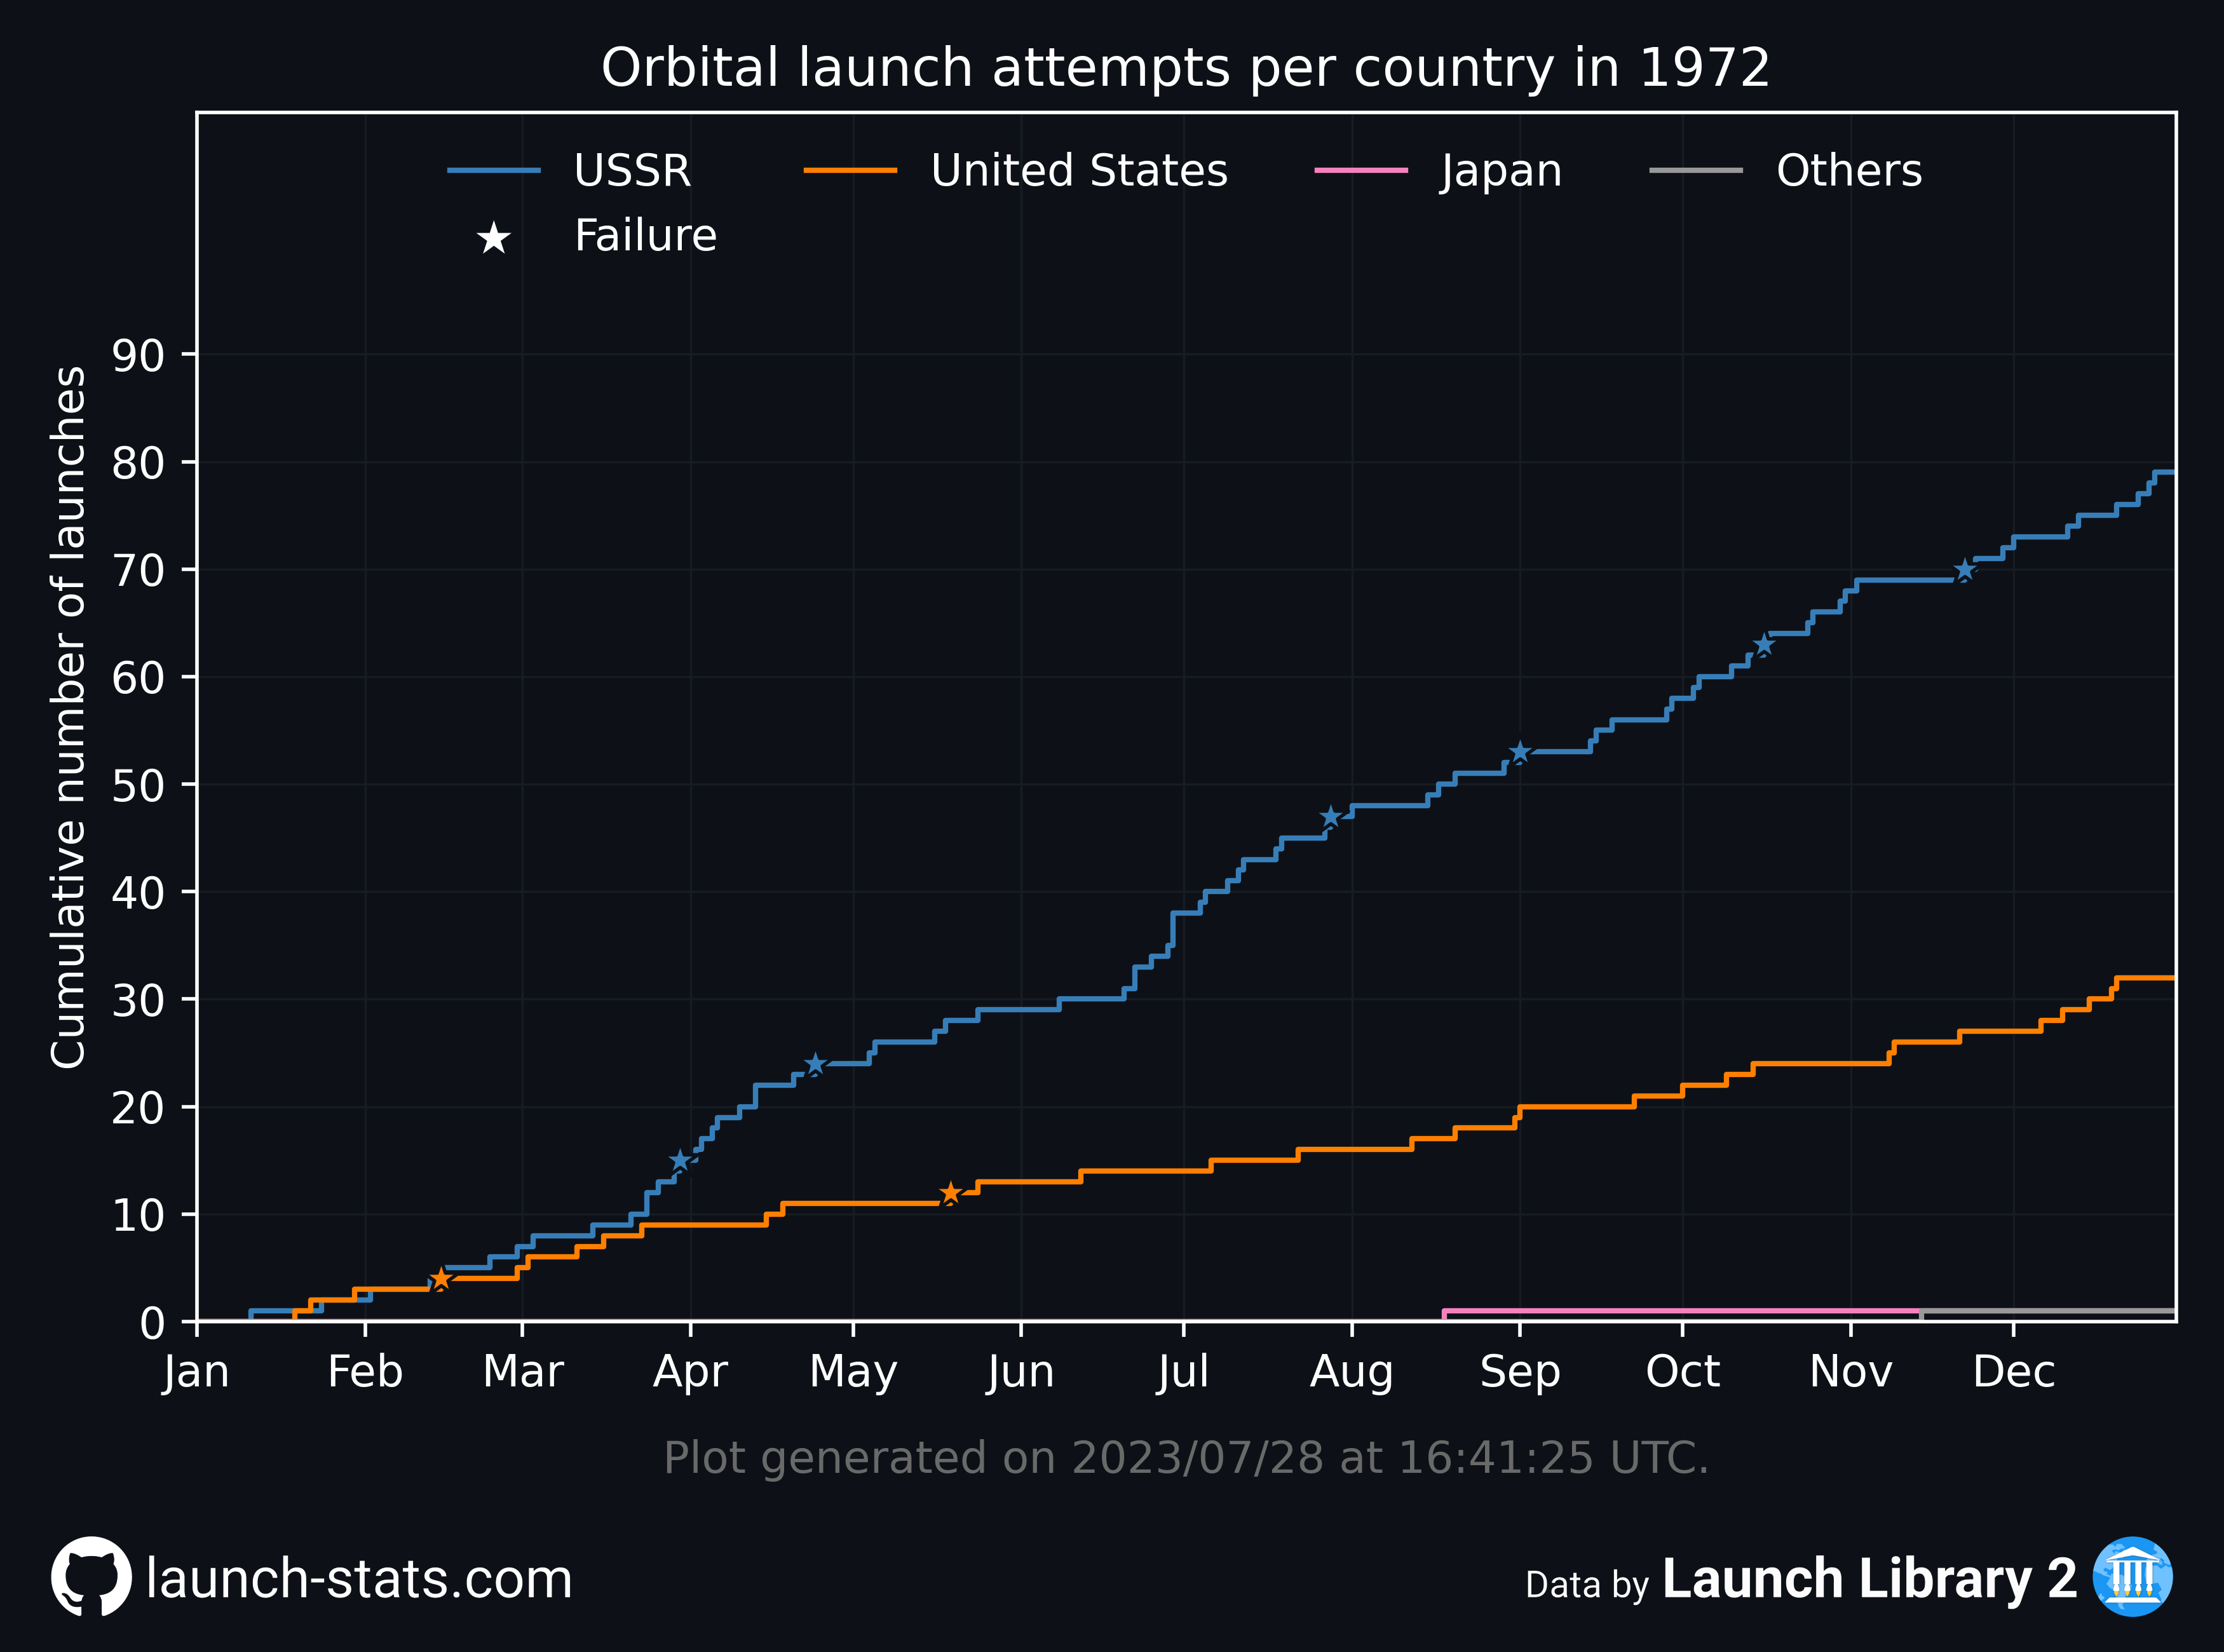 Orbital launch attempts per country in 1972
USSR United States Japan Others
Failure
Cumulative number of launches
90
80
70
60
50
40
30
20
10
0
Jan Feb Mar Apr May Jun Jul Aug Sep Oct Nov Dec
Plot generated on 2023/07/28 at 16:41:25 UTC.
launch-stats.com
Data by Launch Library 2